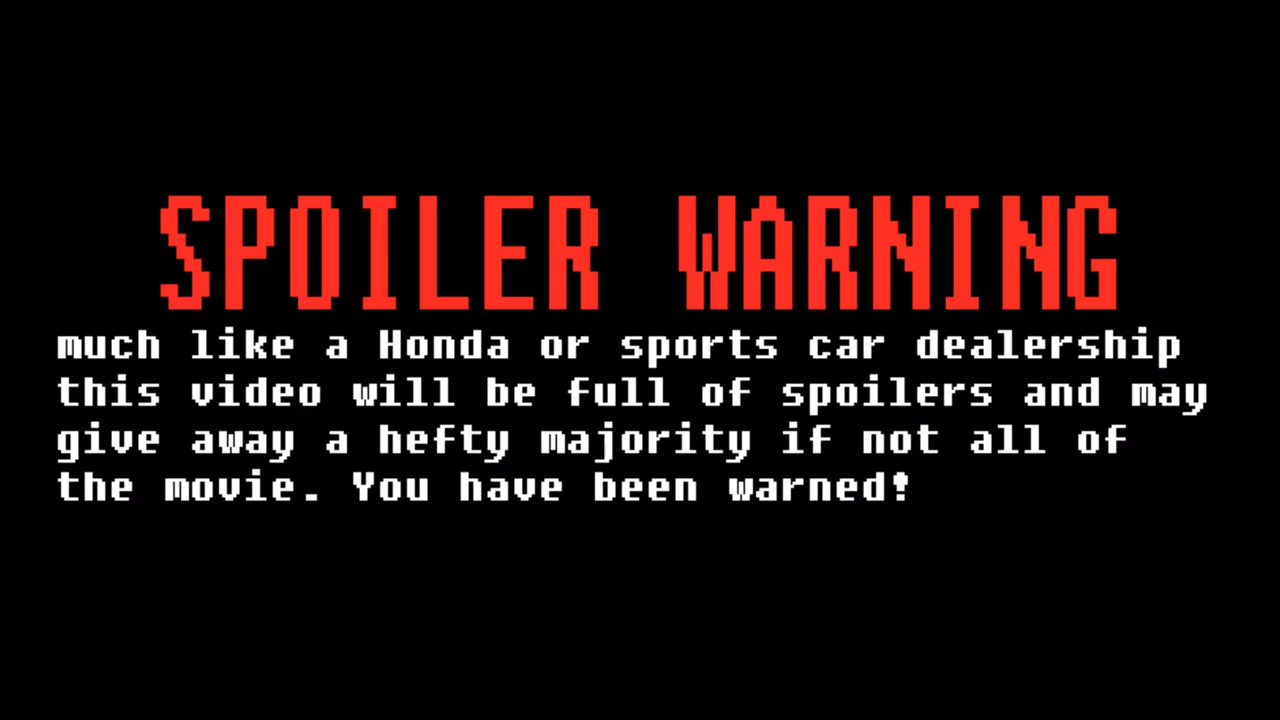 SPOILER WARNING
much like a Honda or sports car dealership
this video will be full of spoilers and may
give away a hefty majority if not all of
the movie. You have been warned!